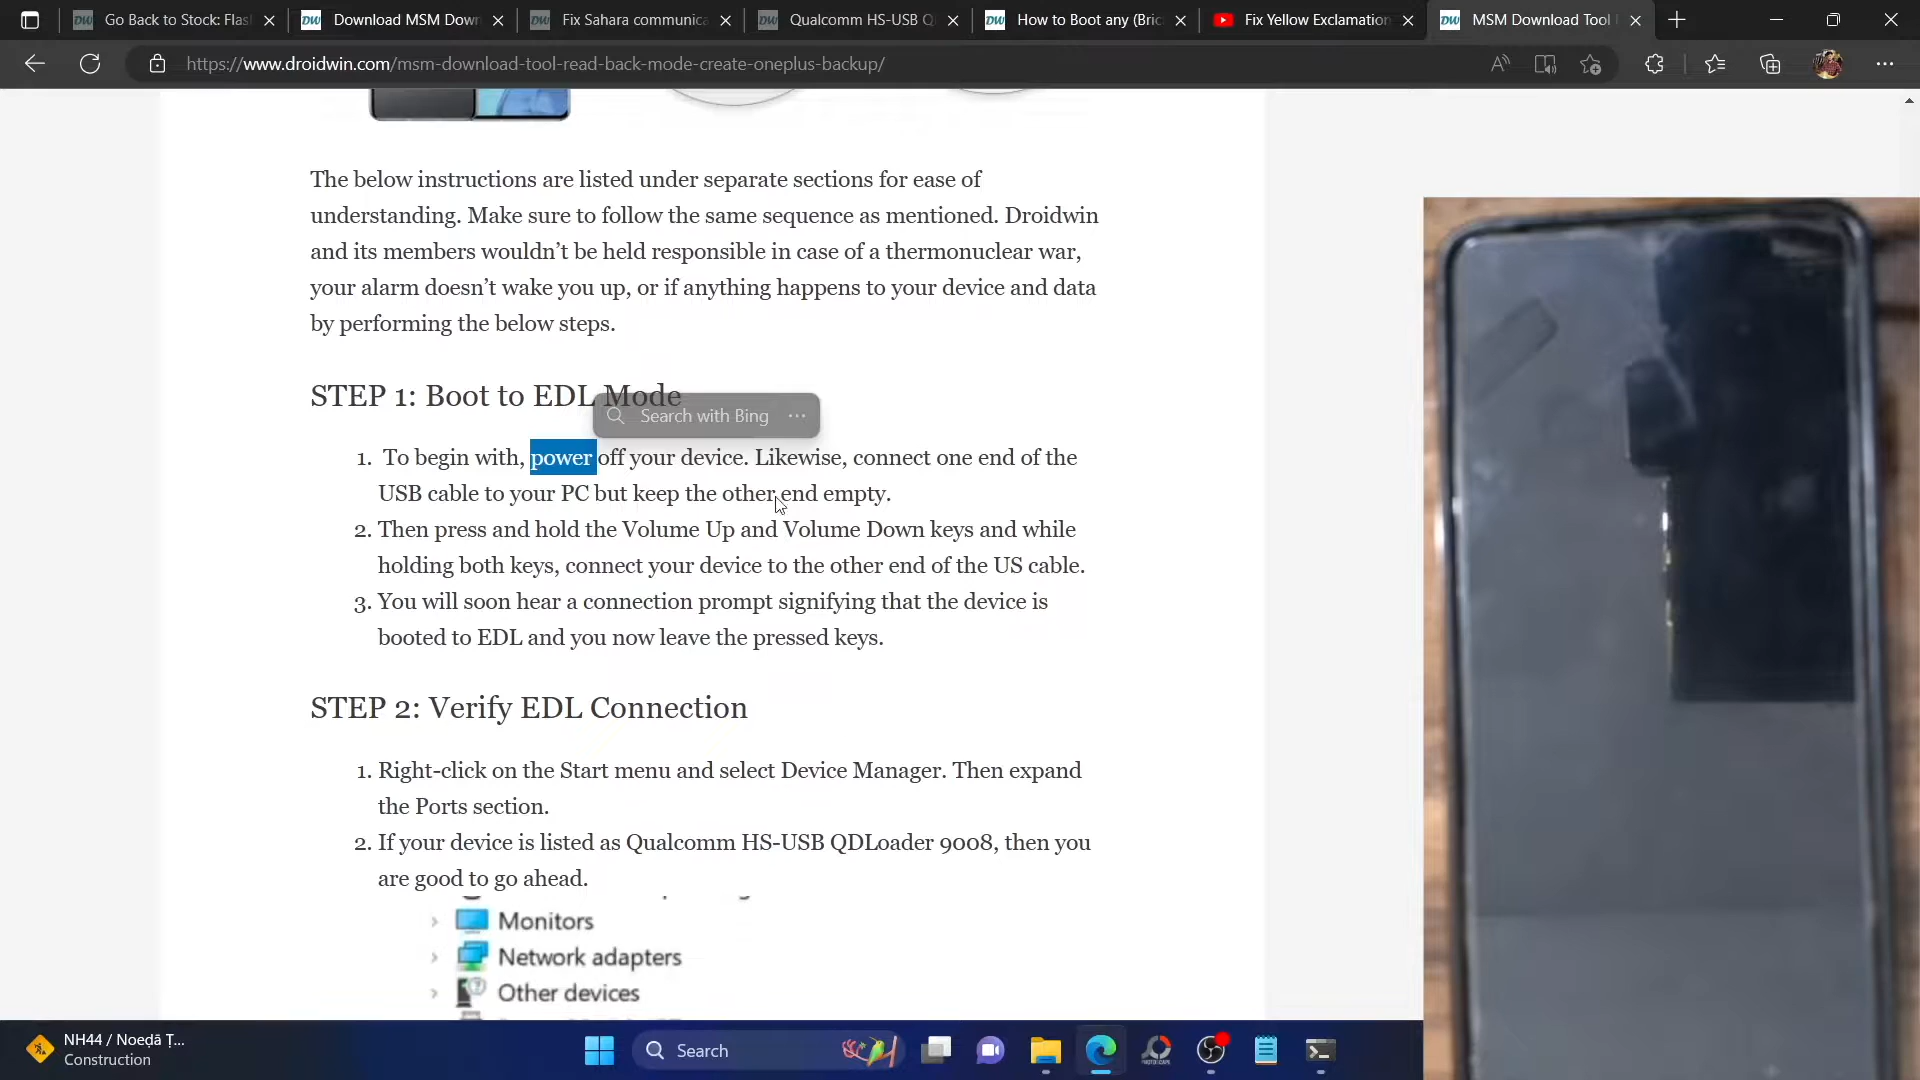 Go Back to Stock: Flas
Download MSM Dow
Fix Sahara communica
Qualcomm HS-USB Q
How to Boot any (Bric
Fix Yellow Exclamation
MSM Download Tool
https://www.droidwin.com/msm-download-tool-read-back-mode-create-oneplus-backup/
The below instructions are listed under separate sections for ease of
understanding. Make sure to follow the same sequence as mentioned. Droidwin
and its members wouldn’t be held responsible in case of a thermonuclear war,
your alarm doesn’t wake you up, or if anything happens to your device and data
by performing the below steps.
STEP 1: Boot to EDL Mode
Search with Bing
1. To begin with, power off your device. Likewise, connect one end of the
USB cable to your PC but keep the other end empty.
2. Then press and hold the Volume Up and Volume Down keys and while
holding both keys, connect your device to the other end of the US cable.
3. You will soon hear a connection prompt signifying that the device is
booted to EDL and you now leave the pressed keys.
STEP 2: Verify EDL Connection
1. Right-click on the Start menu and select Device Manager. Then expand
the Ports section.
2. If your device is listed as Qualcomm HS-USB QDLoader 9008, then you
are good to go ahead.
Monitors
Network adapters
Other devices
NH44 / Noeḍā Ṭ...
Construction
Search